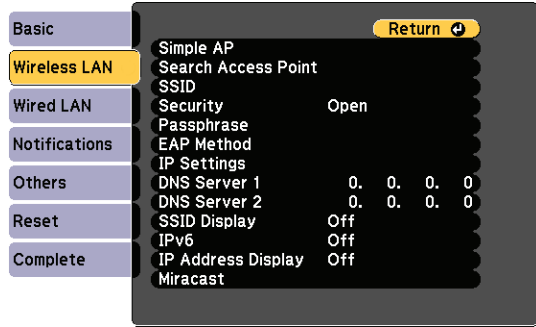 Basic
Wireless LAN
Wired LAN
Notifications
Others
Reset
Complete
Return
Simple AP
Search Access Point
SSID
Security Open
Passphrase
EAP Method
IP Settings
DNS Server 1 0. 0. 0. 0
DNS Server 2 0. 0. 0. 0
SSID Display Off
IPv6 Off
IP Address Display Off
Miracast